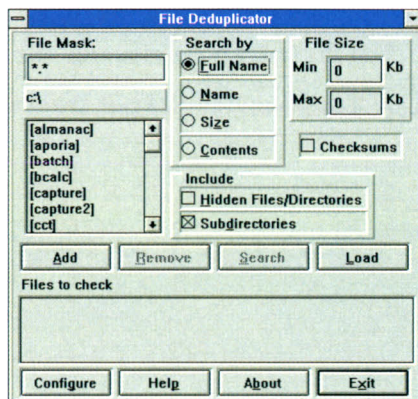 File Deduplicator
File Mask:
*.*
c:\
[almanac]
[aporia]
[batch]
[bcalc]
[capture]
[capture2]
[cct]
Search by
Full Name
Name
Size
Contents
File Size
Min 0 Kb
Max 0 Kb
Checksums
Include
Hidden Files/Directories
Subdirectories
Add Remove Search Load
Files to check
Configure Help About Exit